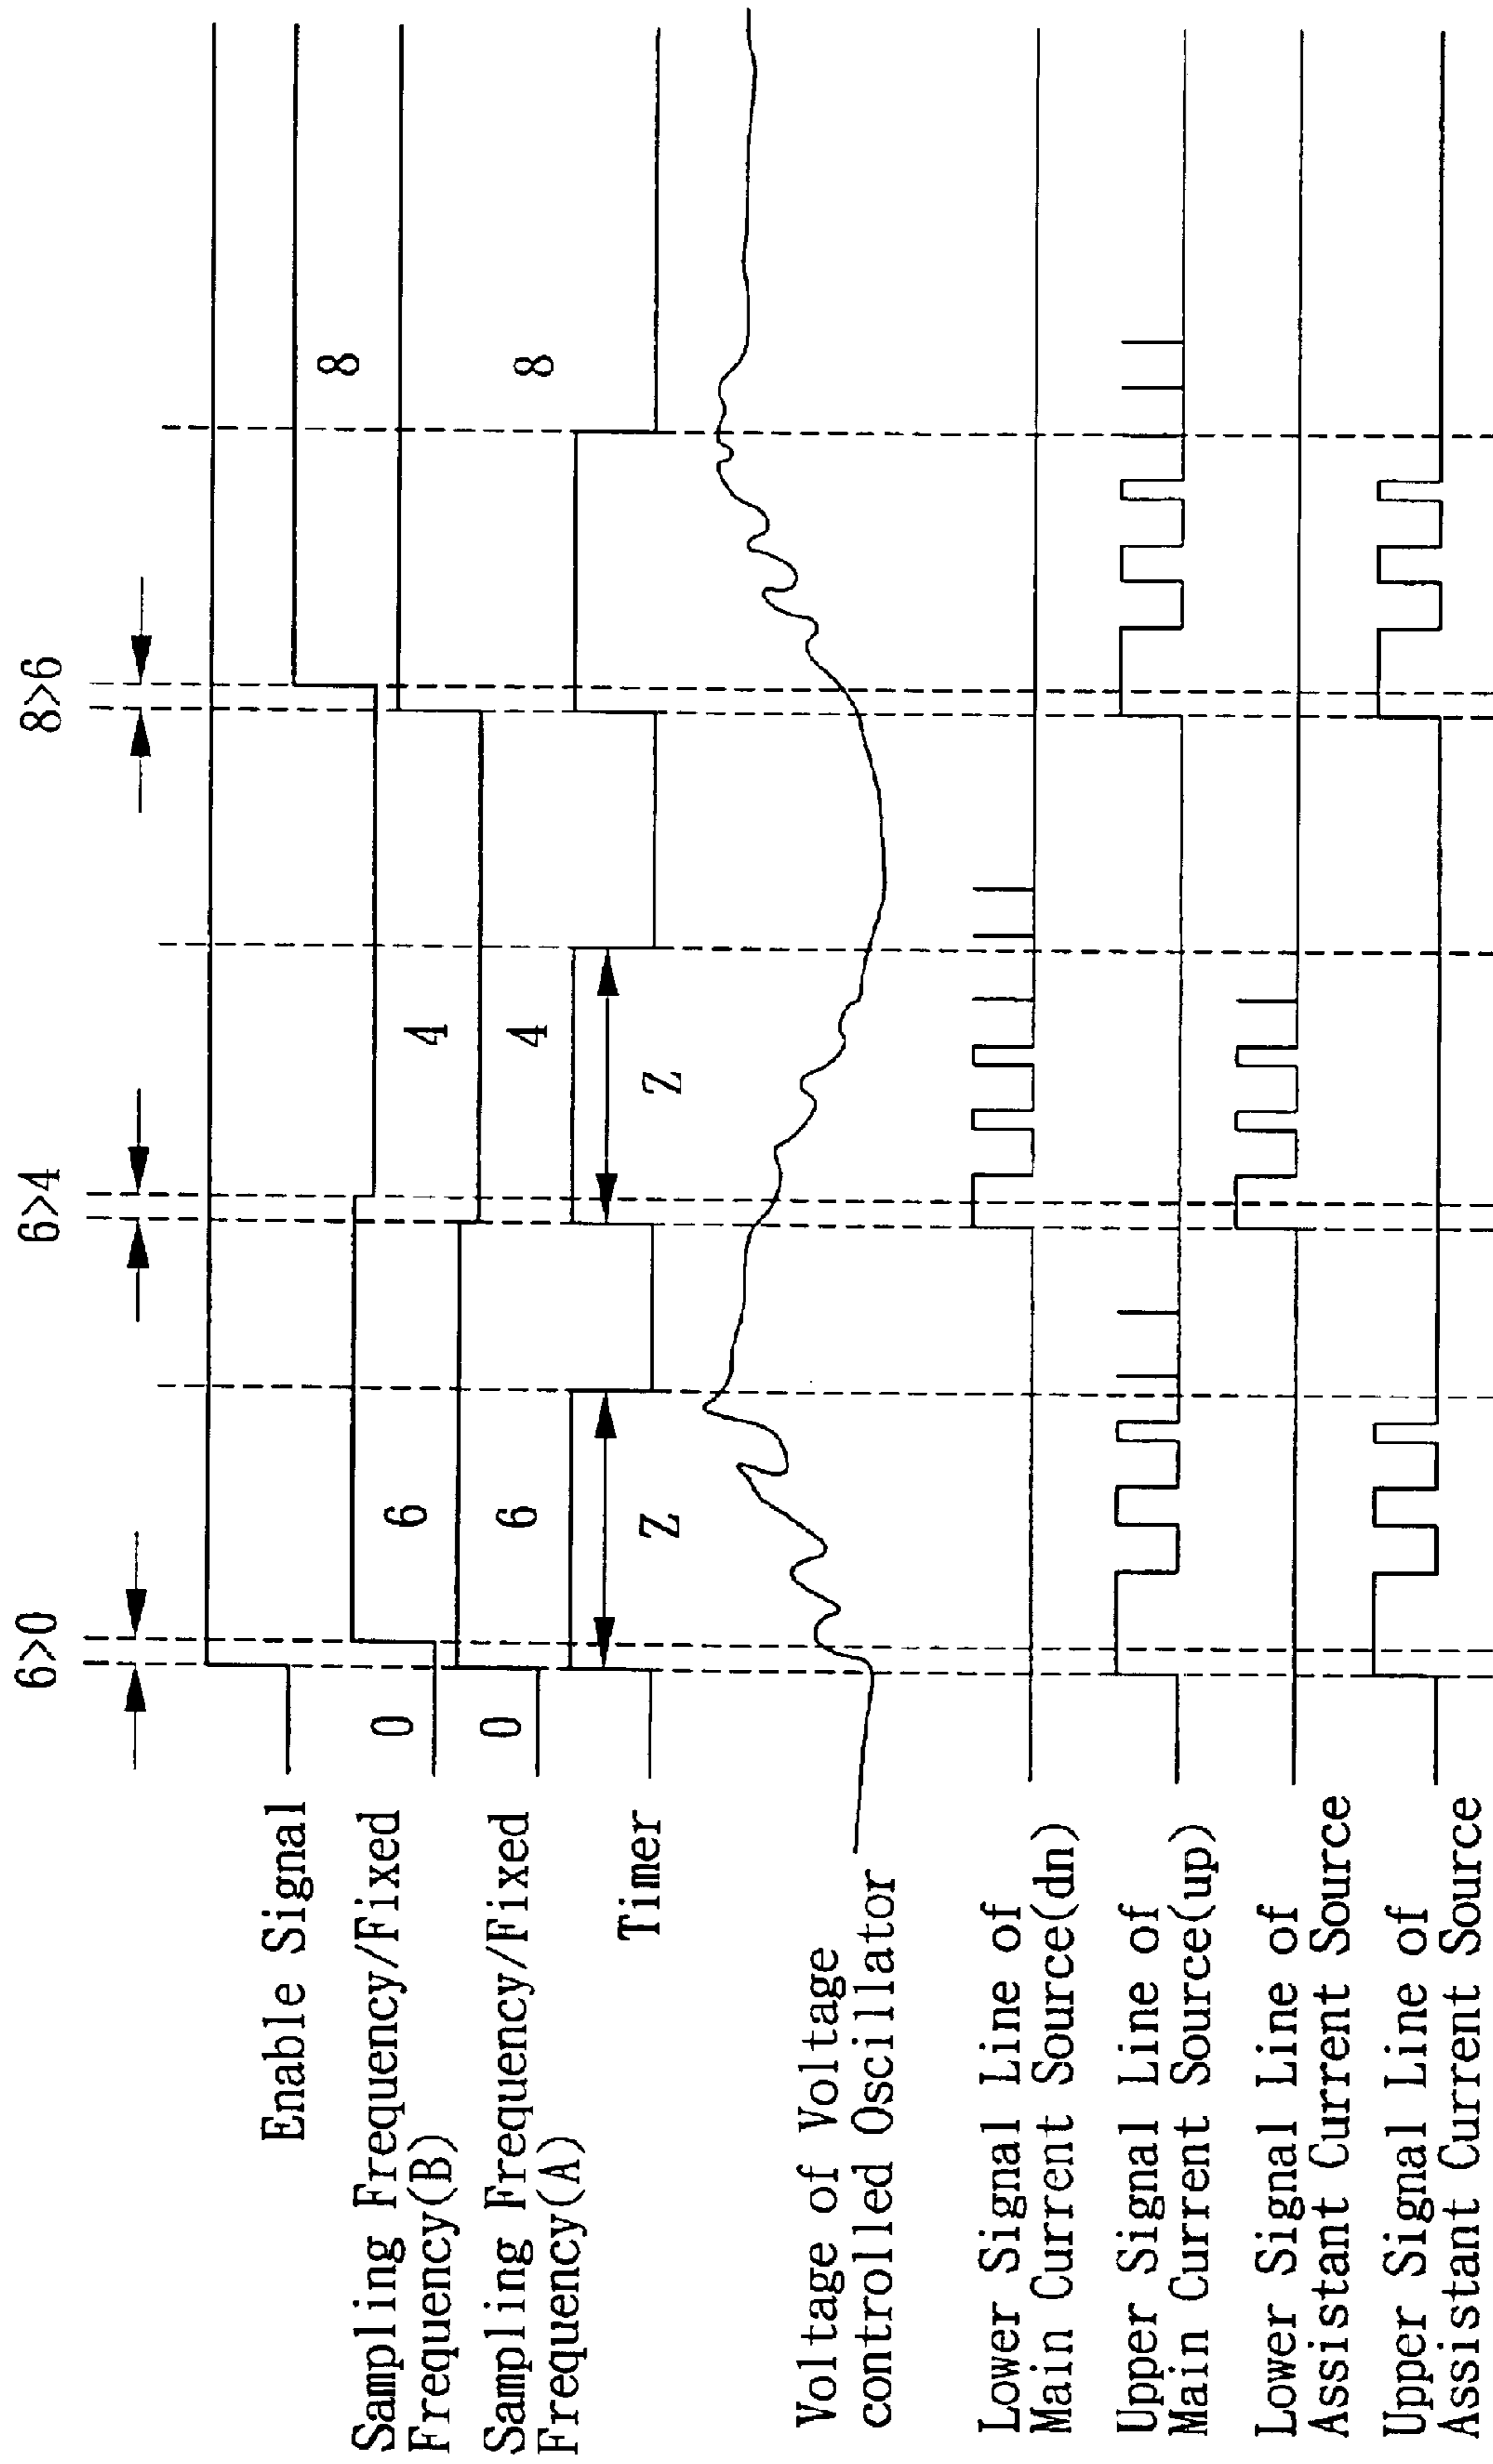 6>0 6>4 8>6
Enable Signal
Sampling Frequency/Fixed
Frequency(B)
0 6 4 8
Sampling Frequency/Fixed
Frequency(A)
0 6 4 8
Timer
Z Z
Voltage of Voltage
controlled Oscillator
Lower Signal Line of
Main Current Source(dn)
Upper Signal Line of
Main Current Source(up)
Lower Signal Line of
Assistant Current Source
Upper Signal Line of
Assistant Current Source